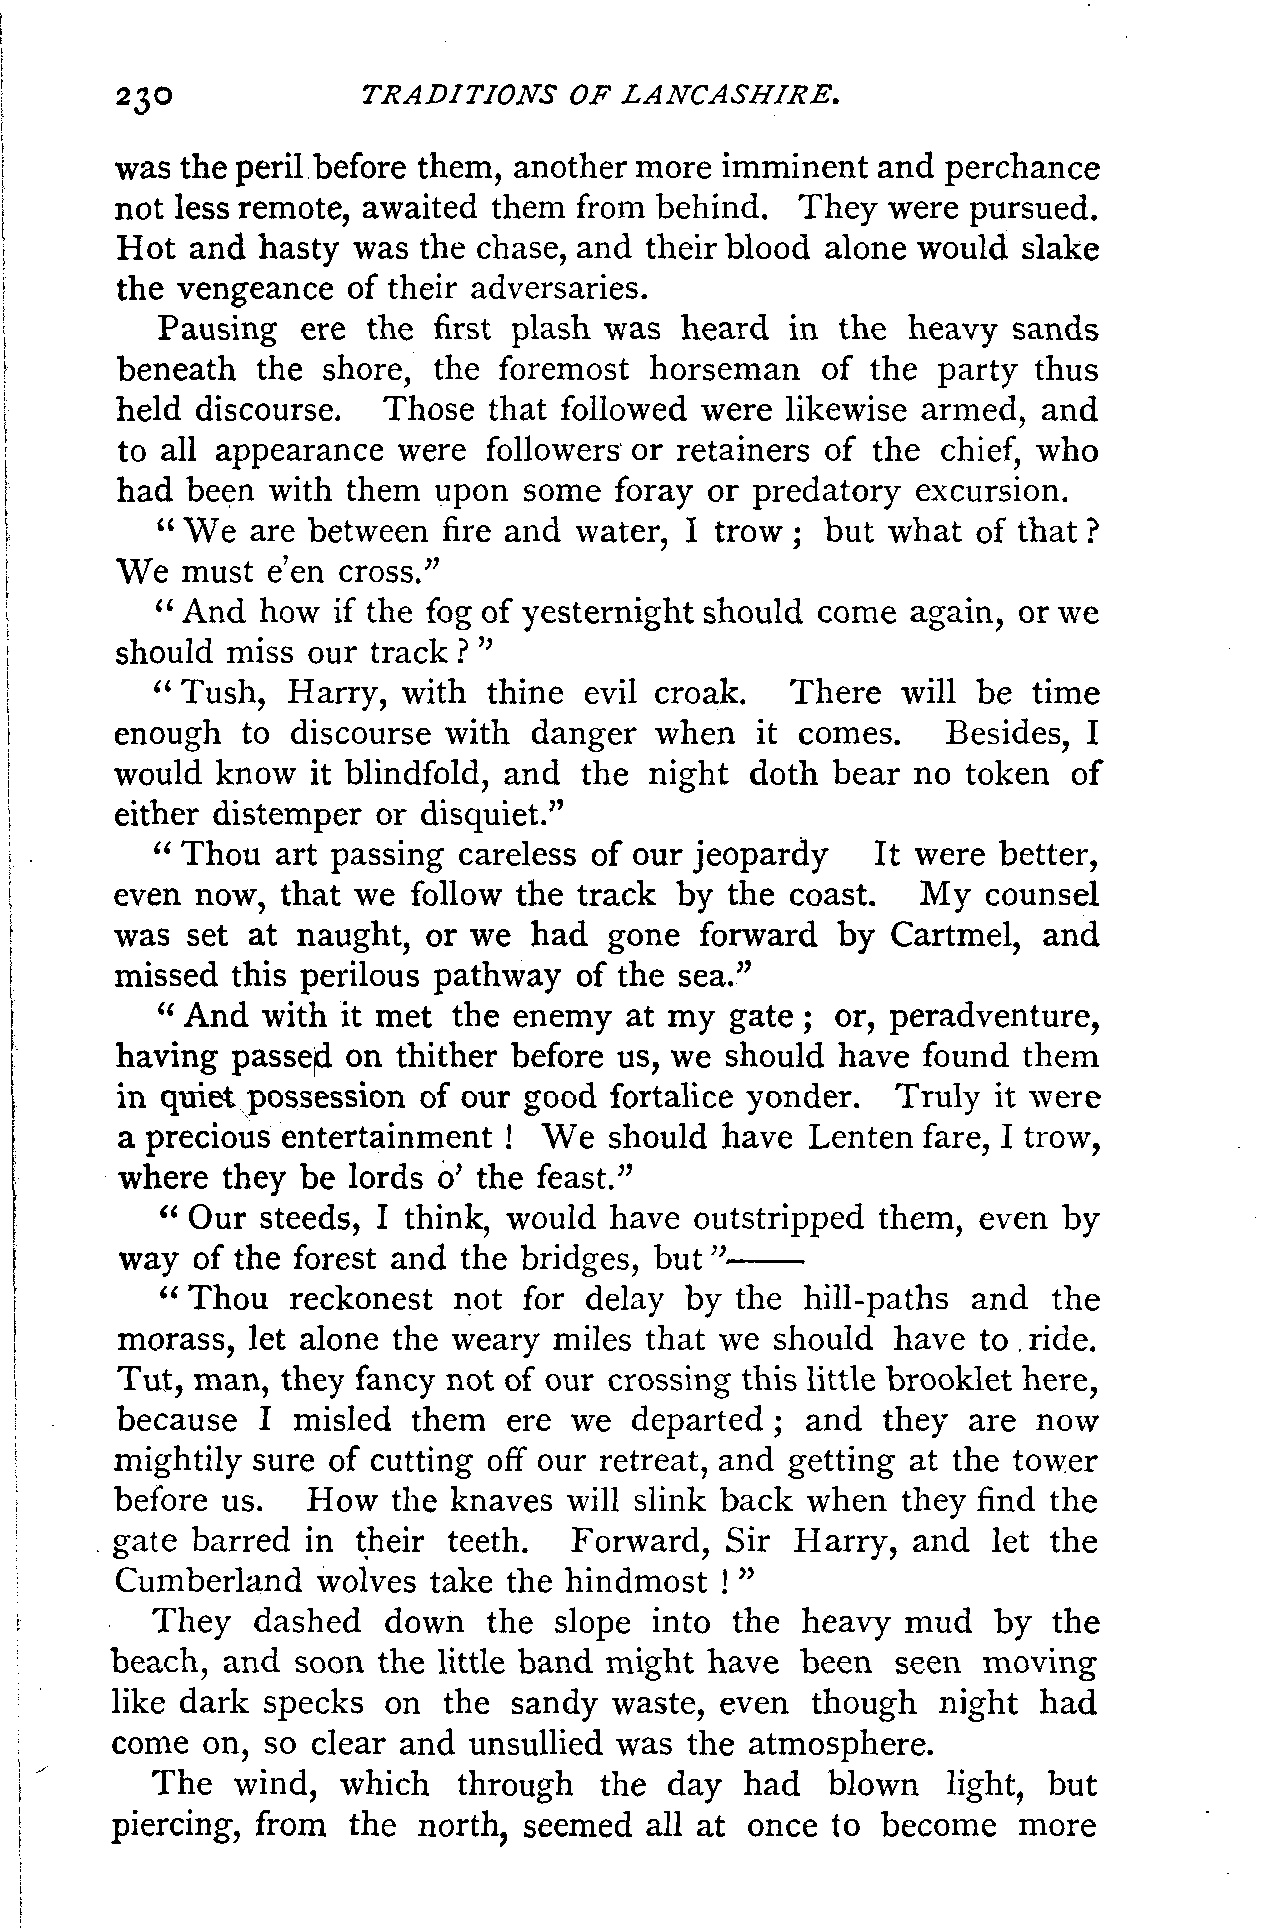 230 TRADITIONS OF LANCASHIRE.
was the peril before them, another more imminent and perchance
not less remote, awaited them from behind. They were pursued.
Hot and hasty was the chase, and their blood alone would slake
the vengeance of their adversaries.
Pausing ere the first plash was heard in the heavy sands
beneath the shore, the foremost horseman of the party thus
held discourse. Those that followed were likewise armed, and
to all appearance were followers or retainers of the chief, who
had been with them upon some foray or predatory excursion.
“ We are between fire and water, I trow ; but what of that ?
We must e’en cross.”
“ And how if the fog of yesternight should come again, or we
should miss our track ? ”
“ Tush, Harry, with thine evil croak. There will be time
enough to discourse with danger when it comes. Besides, I
would know it blindfold, and the night doth bear no token of
either distemper or disquiet.”
“ Thou art passing careless of our jeopardy It were better,
even now, that we follow the track by the coast. My counsel
was set at naught, or we had gone forward by Cartmel, and
missed this perilous pathway of the sea.”
“ And with it met the enemy at my gate ; or, peradventure,
having passed on thither before us, we should have found them
in quiet possession of our good fortalice yonder. Truly it were
a precious entertainment ! We should have Lenten fare, I trow,
where they be lords o’ the feast.”
“ Our steeds, I think, would have outstripped them, even by
way of the forest and the bridges, but ”——
“ Thou reckonest not for delay by the hill-paths and the
morass, let alone the weary miles that we should have to ride.
Tut, man, they fancy not of our crossing this little brooklet here,
because I misled them ere we departed ; and they are now
mightily sure of cutting off our retreat, and getting at the tower
before us. How the knaves will slink back when they find the
gate barred in their teeth. Forward, Sir Harry, and let the
Cumberland wolves take the hindmost ! ”
They dashed down the slope into the heavy mud by the
beach, and soon the little band might have been seen moving
like dark specks on the sandy waste, even though night had
come on, so clear and unsullied was the atmosphere.
The wind, which through the day had blown light, but
piercing, from the north, seemed all at once to become more